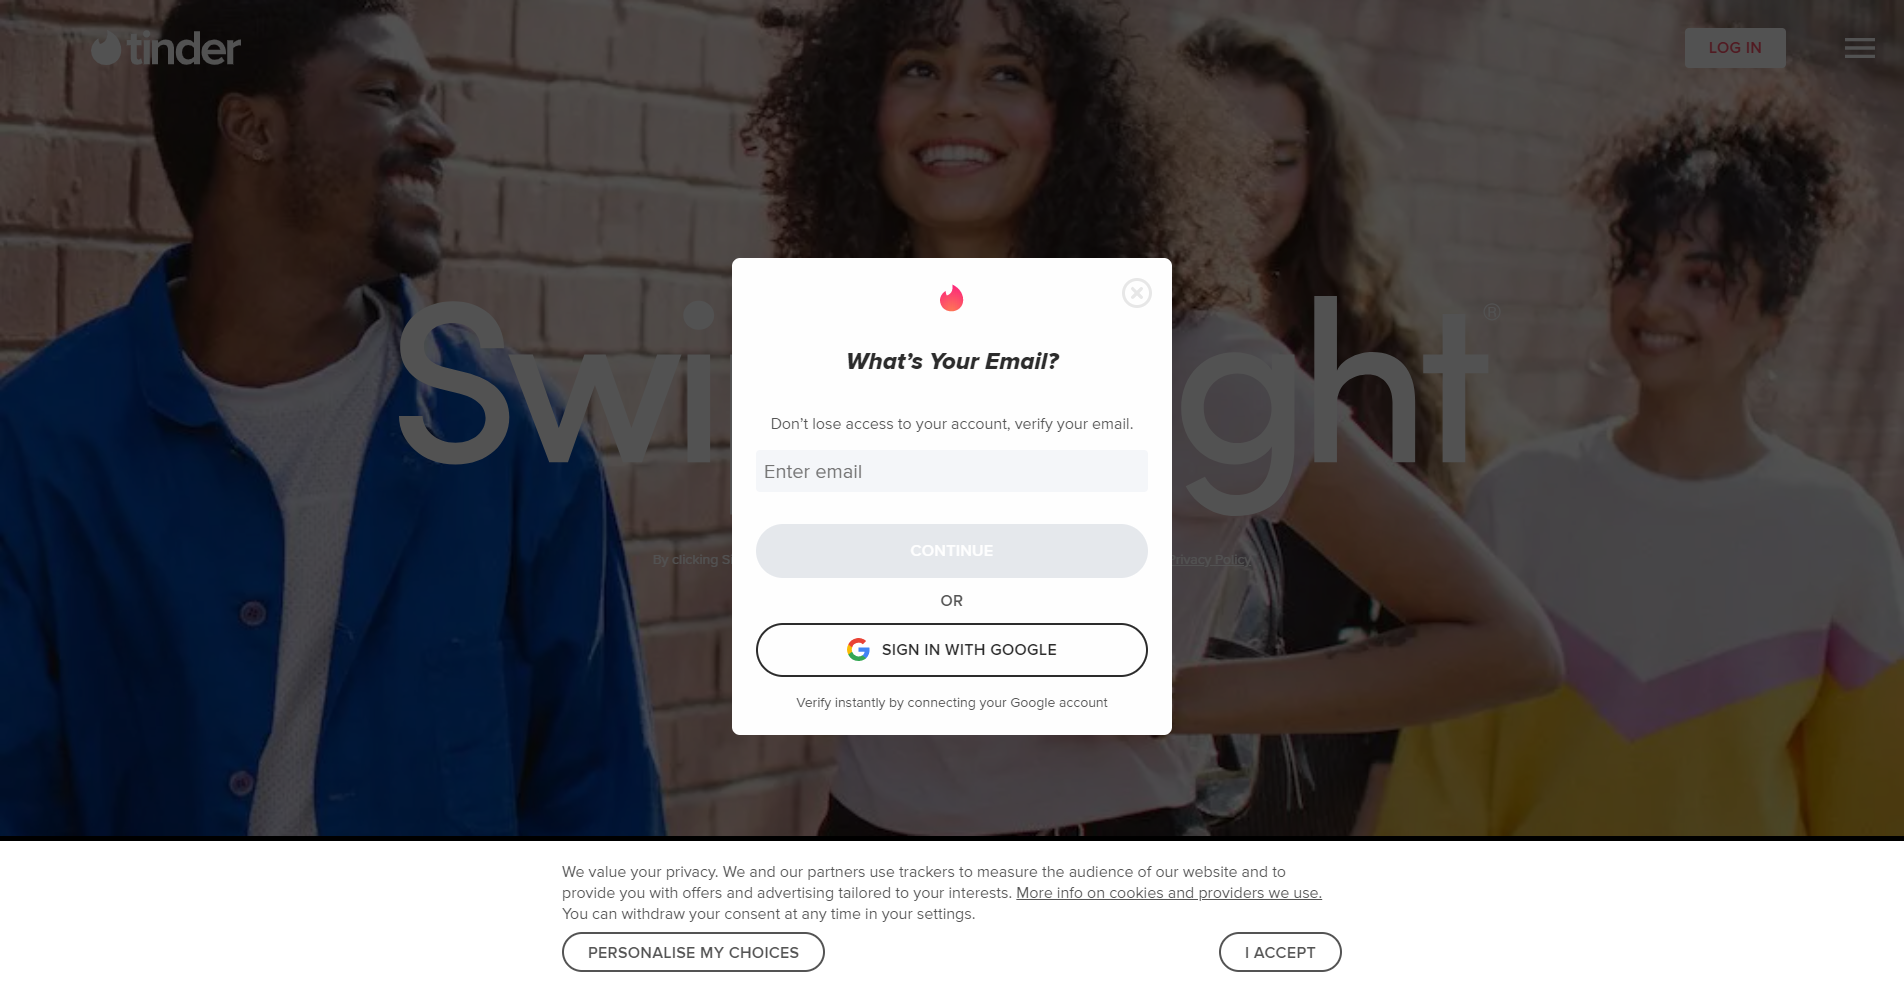 tinder
LOG IN
Swi ght®
What’s Your Email?
Don’t lose access to your account, verify your email.
Enter email
CONTINUE
By clicking Privacy Policy.
OR
SIGN IN WITH GOOGLE
Verify instantly by connecting your Google account
We value your privacy. We and our partners use trackers to measure the audience of our website and to
provide you with offers and advertising tailored to your interests. More info on cookies and providers we use.
You can withdraw your consent at any time in your settings.
PERSONALISE MY CHOICES
I ACCEPT